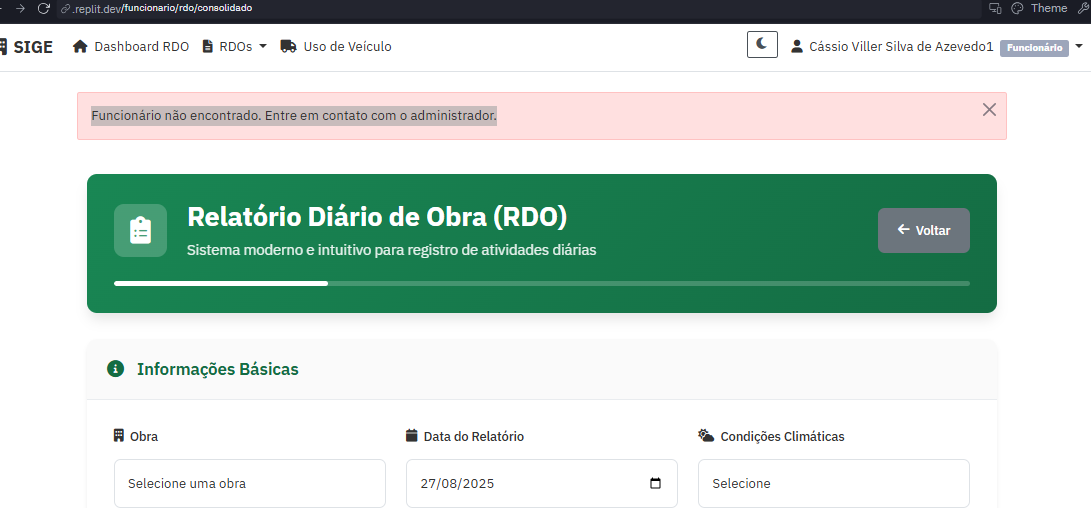 .replit.dev/funcionario/rdo/consolidado
Theme
SIGE
Dashboard RDO
RDOs
Uso de Veículo
Cássio Viller Silva de Azevedo1
Funcionário
Funcionário não encontrado. Entre em contato com o administrador.
Relatório Diário de Obra (RDO)
Sistema moderno e intuitivo para registro de atividades diárias
Voltar
Informações Básicas
Obra
Data do Relatório
Condições Climáticas
Selecione uma obra
27/08/2025
Selecione